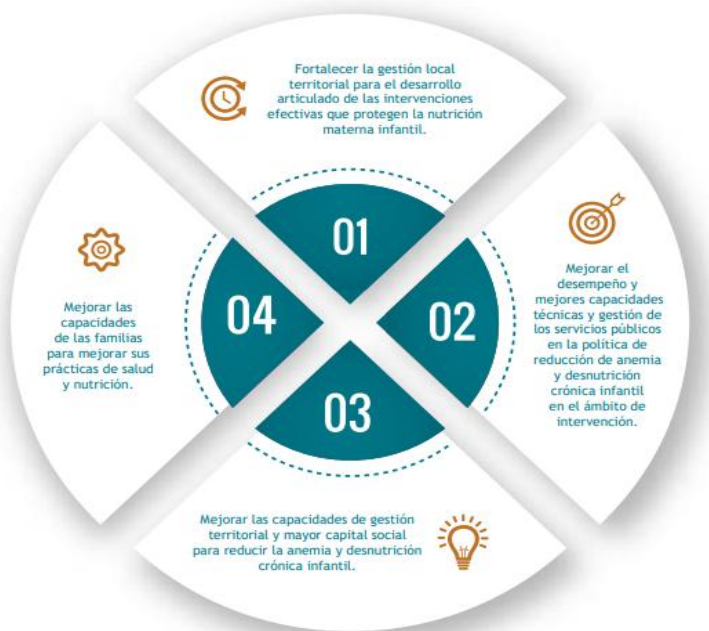 Fortalecer la gestión local
territorial para el desarrollo
articulado de las intervenciones
efectivas que protegen la nutrición
materna infantil.
01
Mejorar el
desempeño y
mejores capacidades
técnicas y gestión de
los servicios públicos
en la política de
reducción de anemia
y desnutrición
crónica infantil
en el ámbito de
intervención.
02
Mejorar las capacidades de gestión
territorial y mayor capital social
para reducir la anemia y desnutrición
crónica infantil.
03
Mejorar las
capacidades
de las familias
para mejorar sus
prácticas de salud
y nutrición.
04